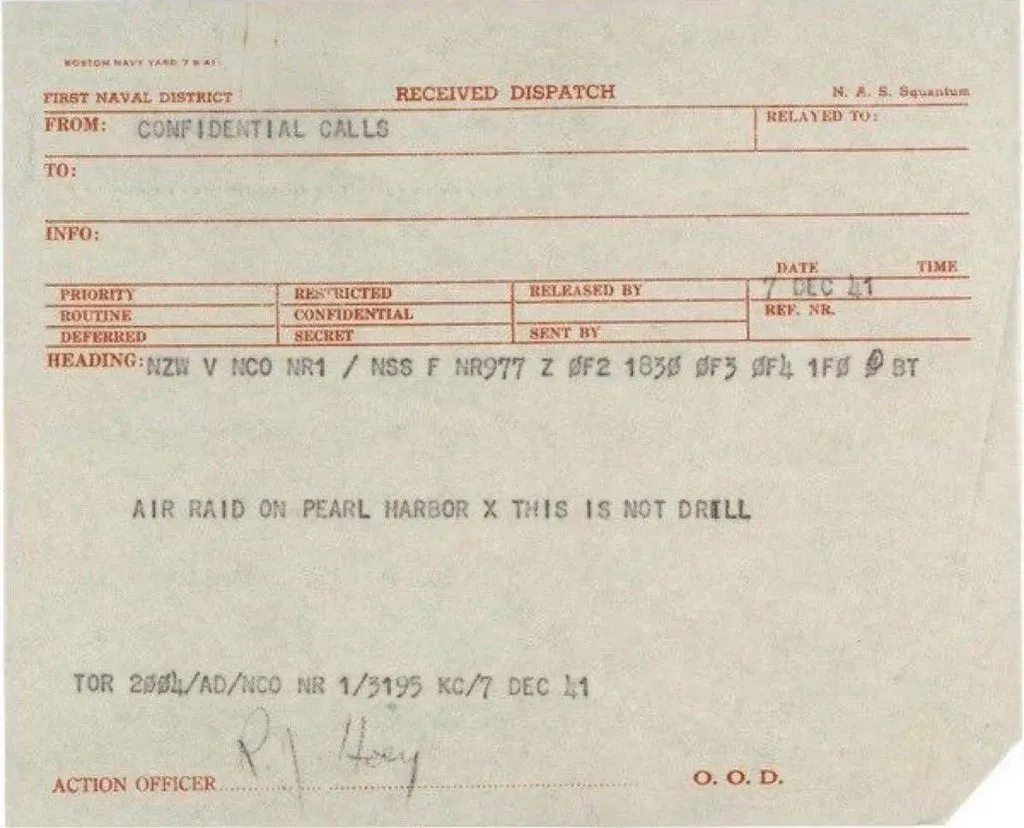 BOSTON NAVY YARD 7 8 41
FIRST NAVAL DISTRICT RECEIVED DISPATCH N. A. S. Squantum
FROM: CONFIDENTIAL CALLS RELAYED TO:
TO:
INFO:
DATE TIME
7 DEC 41
PRIORITY RESTRICTED RELEASED BY
ROUTINE CONFIDENTIAL REF. NR.
DEFERRED SECRET SENT BY
HEADING: NZW V NCO NR1 / NSS F NR977 Z ØF2 183Ø ØF3 ØF4 1FØ Ø BT
AIR RAID ON PEARL HARBOR X THIS IS NOT DRILL
TOR 2ØØ4/AD/NCO NR 1/3195 KC/7 DEC 41
R. J. Hoey
ACTION OFFICER O. O. D.